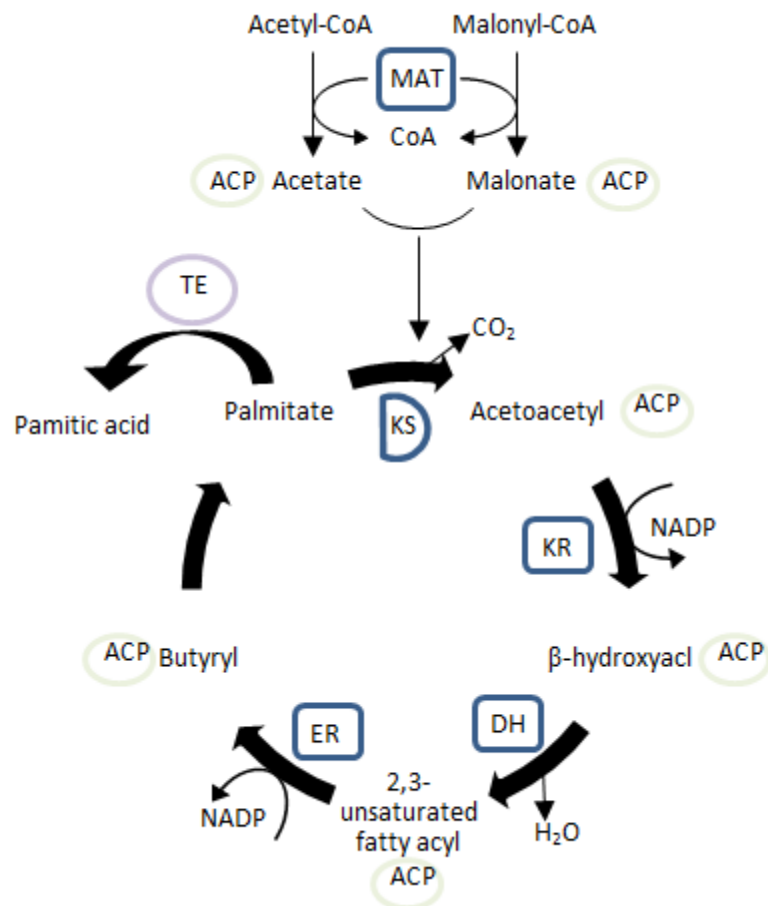 Acetyl-CoA Malonyl-CoA
MAT
CoA
ACP Acetate Malonate ACP
TE
CO₂
Pamitic acid Palmitate KS Acetoacetyl ACP
KR NADP
ACP Butyryl β-hydroxyacl ACP
ER DH
NADP 2,3-
unsaturated
fatty acyl
H₂O
ACP